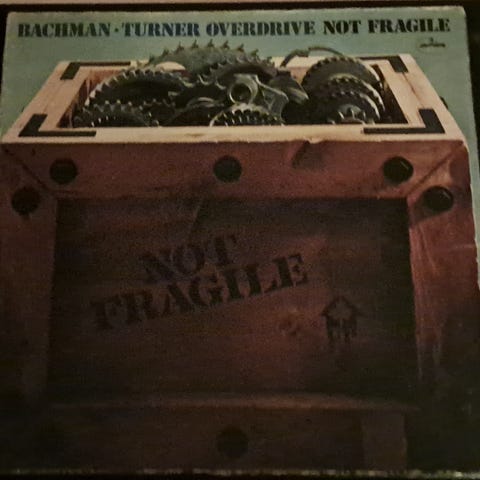 BACHMAN · TURNER OVERDRIVE NOT FRAGILE
NOT
FRAGILE